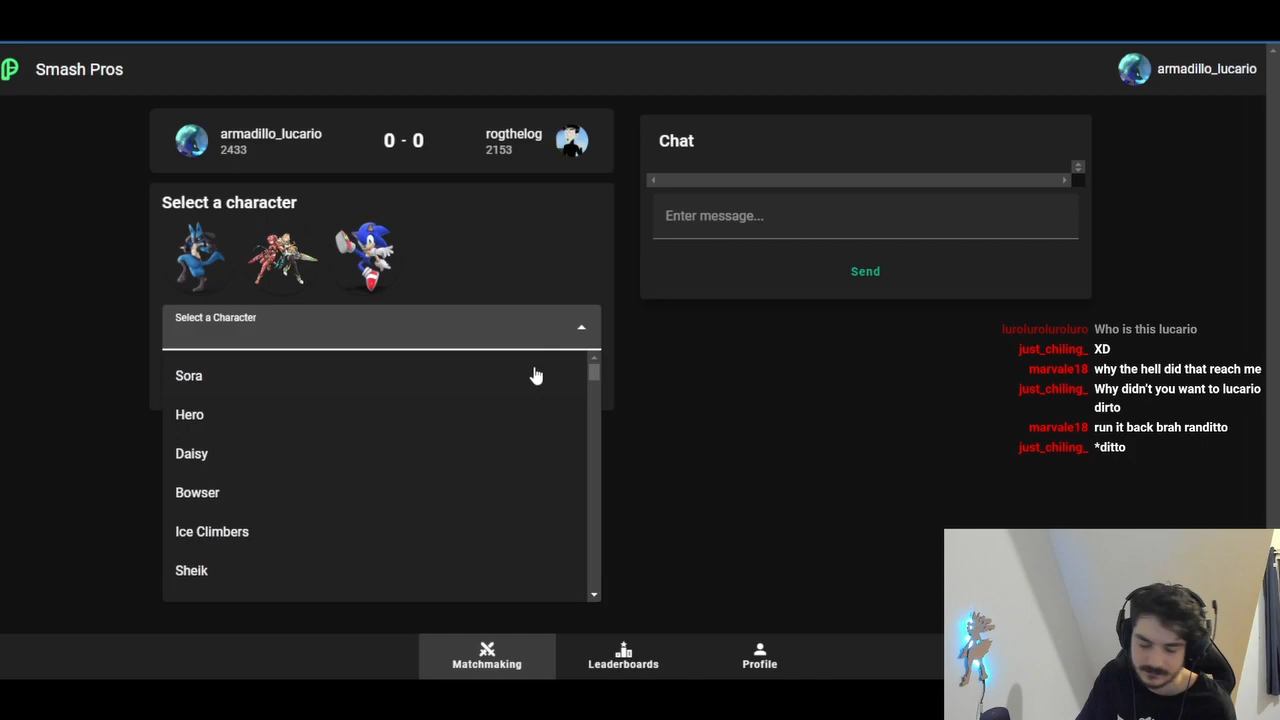 Smash Pros
armadillo_lucario
armadillo_lucario
2433
0 - 0
rogthelog
2153
Select a character
Select a Character
Sora
Hero
Daisy
Bowser
Ice Climbers
Sheik
Chat
Enter message...
Send
luroluroluroluro Who is this lucario
just_chiling_ XD
marvale18 why the hell did that reach me
just_chiling_ Why didn't you want to lucario
dirto
marvale18 run it back brah randitto
just_chiling_ *ditto
Matchmaking
Leaderboards
Profile